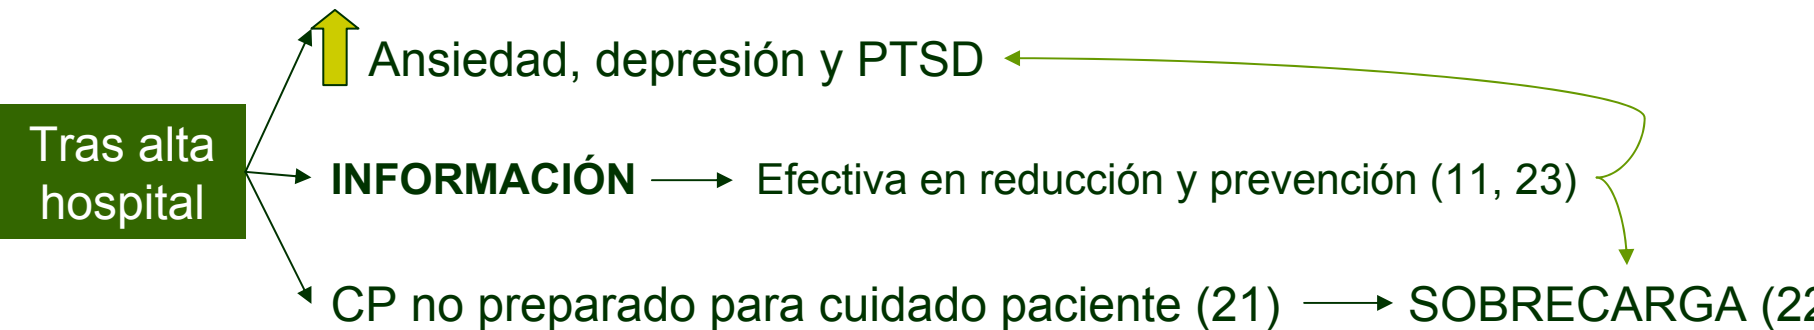 Ansiedad, depresión y PTSD
Tras alta
hospital
INFORMACIÓN
Efectiva en reducción y prevención (11, 23)
CP no preparado para cuidado paciente (21)
SOBRECARGA (22